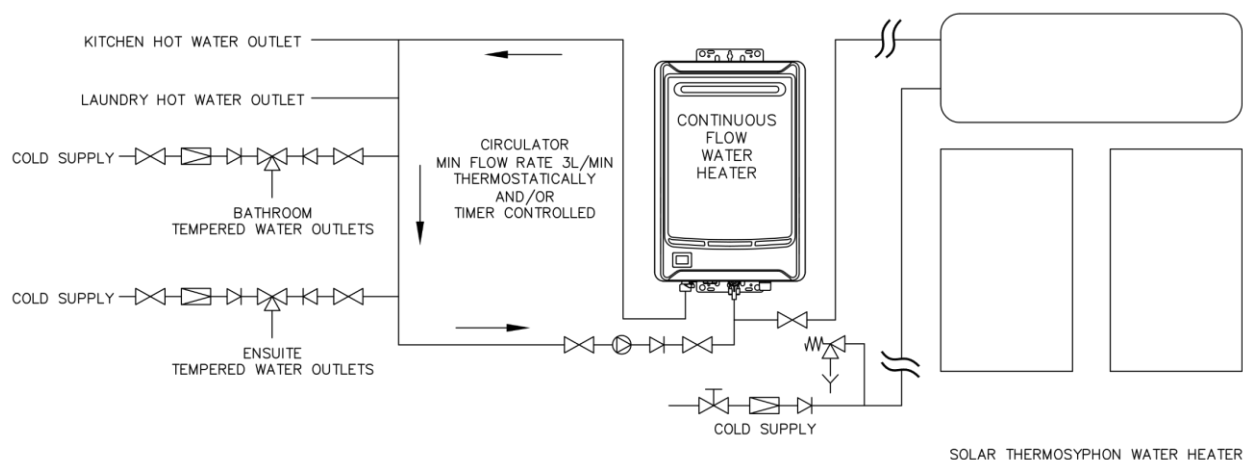 KITCHEN HOT WATER OUTLET
LAUNDRY HOT WATER OUTLET
COLD SUPPLY
BATHROOM
TEMPERED WATER OUTLETS
COLD SUPPLY
ENSUITE
TEMPERED WATER OUTLETS
CIRCULATOR
MIN FLOW RATE 3L/MIN
THERMOSTATICALLY
AND/OR
TIMER CONTROLLED
CONTINUOUS
FLOW
WATER
HEATER
COLD SUPPLY
SOLAR THERMOSYPHON WATER HEATER